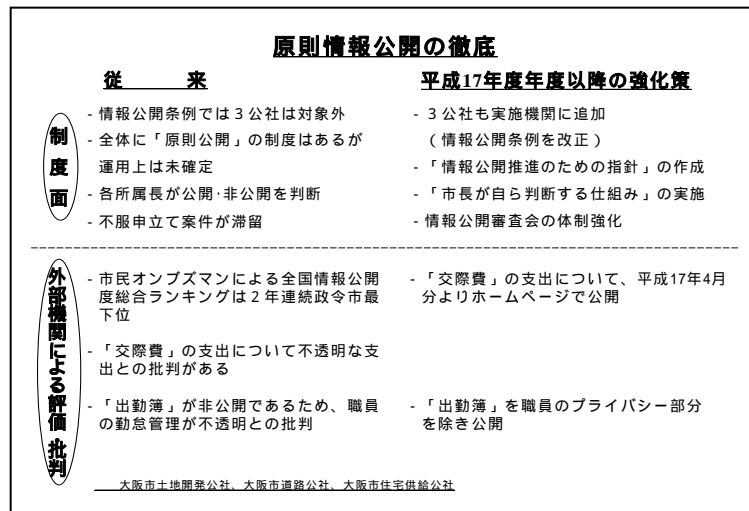 原則情報公開の徹底
従　　　来
平成17年度年度以降の強化策
制度面
- 情報公開条例では３公社は対象外
- 全体に「原則公開」の制度はあるが
運用上は未確定
- 各所属長が公開･非公開を判断
- 不服申立て案件が滞留
- ３公社も実施機関に追加
（情報公開条例を改正）
- 「情報公開推進のための指針」の作成
- 「市長が自ら判断する仕組み」の実施
- 情報公開審査会の体制強化
外部機関による評価･批判
- 市民オンブズマンによる全国情報公開
度総合ランキングは２年連続政令市最
下位
- 「交際費」の支出について不透明な支
出との批判がある
- 「出勤簿」が非公開であるため、職員
の勤怠管理が不透明との批判
- 「交際費」の支出について、平成17年4月
分よりホームページで公開
- 「出勤簿」を職員のプライバシー部分
を除き公開
大阪市土地開発公社、大阪市道路公社、大阪市住宅供給公社